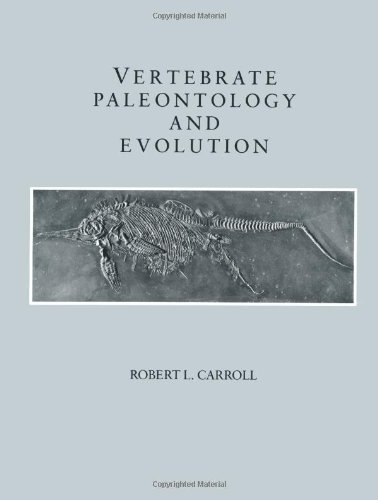 Copyrighted Material
VERTEBRATE
PALEONTOLOGY
AND
EVOLUTION
ROBERT L. CARROLL
Copyrighted Material